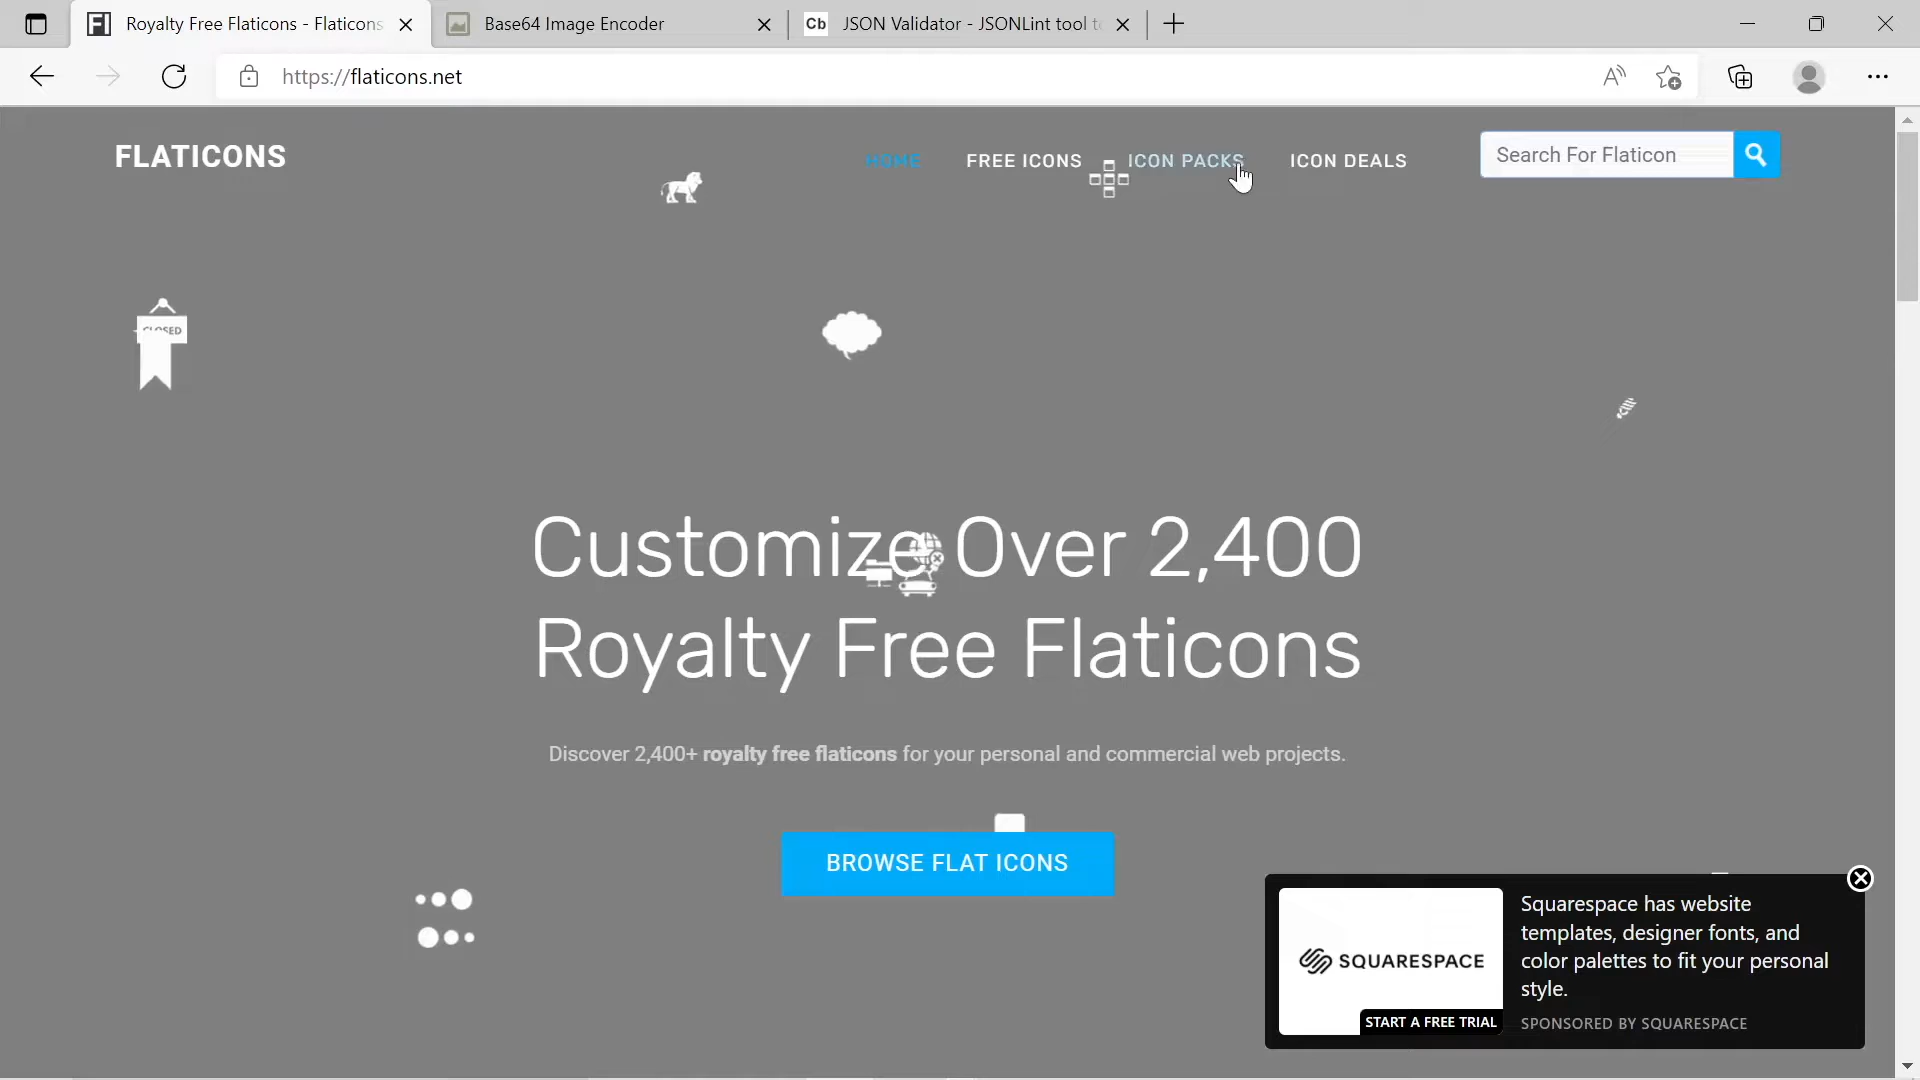 Royalty Free Flaticons - Flaticons
Base64 Image Encoder
Cb JSON Validator - JSONLint tool t
https://flaticons.net
FLATICONS
HOME
FREE ICONS
ICON PACKS
ICON DEALS
Search For Flaticon
CLOSED
Customize Over 2,400
Royalty Free Flaticons
Discover 2,400+ royalty free flaticons for your personal and commercial web projects.
BROWSE FLAT ICONS
SQUARESPACE
START A FREE TRIAL
Squarespace has website
templates, designer fonts, and
color palettes to fit your personal
style.
SPONSORED BY SQUARESPACE